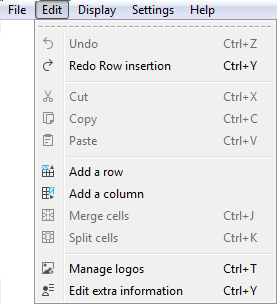 File Edit Display Settings Help
Undo Ctrl+Z
Redo Row insertion Ctrl+Y
Cut Ctrl+X
Copy Ctrl+C
Paste Ctrl+V
Add a row
Add a column
Merge cells Ctrl+J
Split cells Ctrl+K
Manage logos Ctrl+T
Edit extra information Ctrl+Y